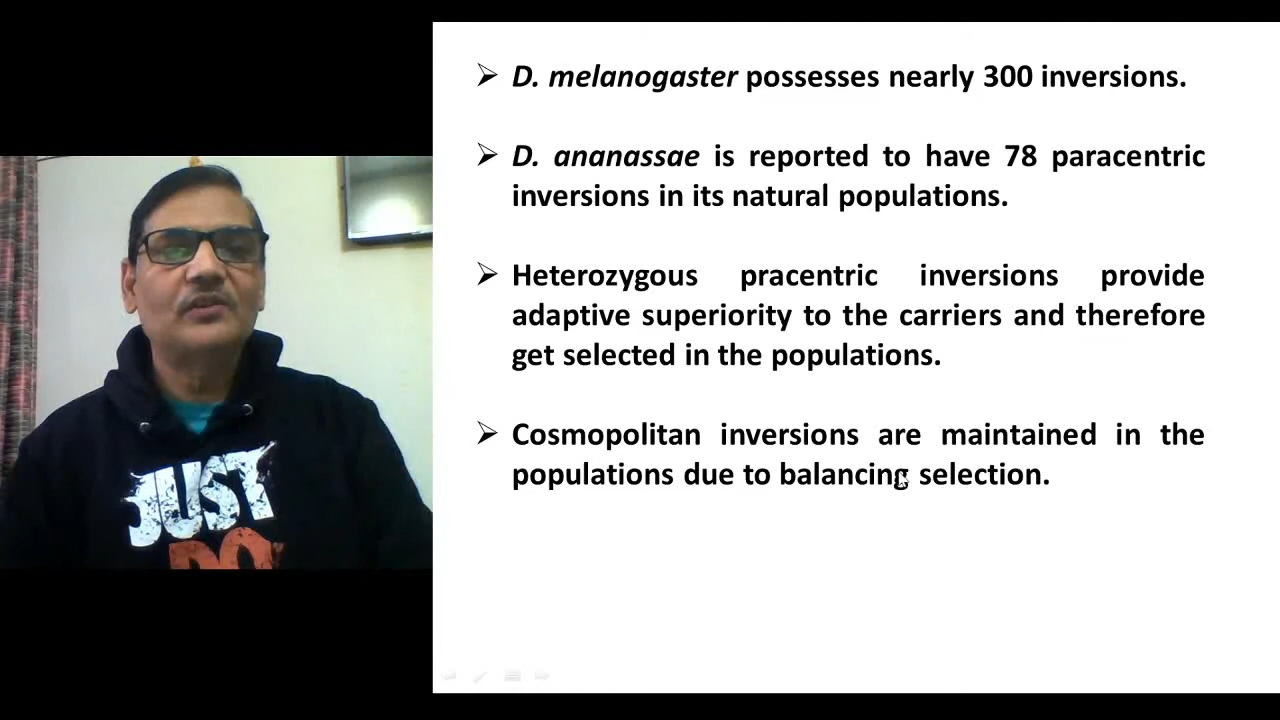 ➢ D. melanogaster possesses nearly 300 inversions.
➢ D. ananassae is reported to have 78 paracentric
inversions in its natural populations.
➢ Heterozygous pracentric inversions provide
adaptive superiority to the carriers and therefore
get selected in the populations.
➢ Cosmopolitan inversions are maintained in the
populations due to balancing selection.
JUST
DO